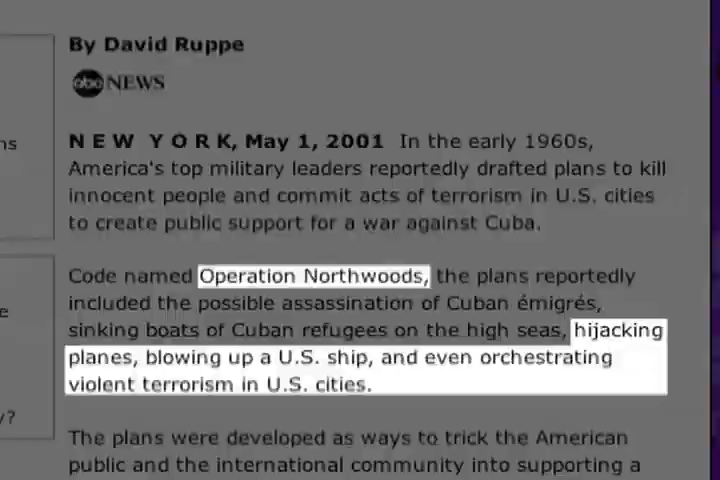 By David Ruppe
abc NEWS
ns
N E W Y O R K, May 1, 2001 In the early 1960s,
America's top military leaders reportedly drafted plans to kill
innocent people and commit acts of terrorism in U.S. cities
to create public support for a war against Cuba.
Code named Operation Northwoods, the plans reportedly
included the possible assassination of Cuban émigrés,
e
sinking boats of Cuban refugees on the high seas, hijacking
planes, blowing up a U.S. ship, and even orchestrating
violent terrorism in U.S. cities.
y?
The plans were developed as ways to trick the American
public and the international community into supporting a